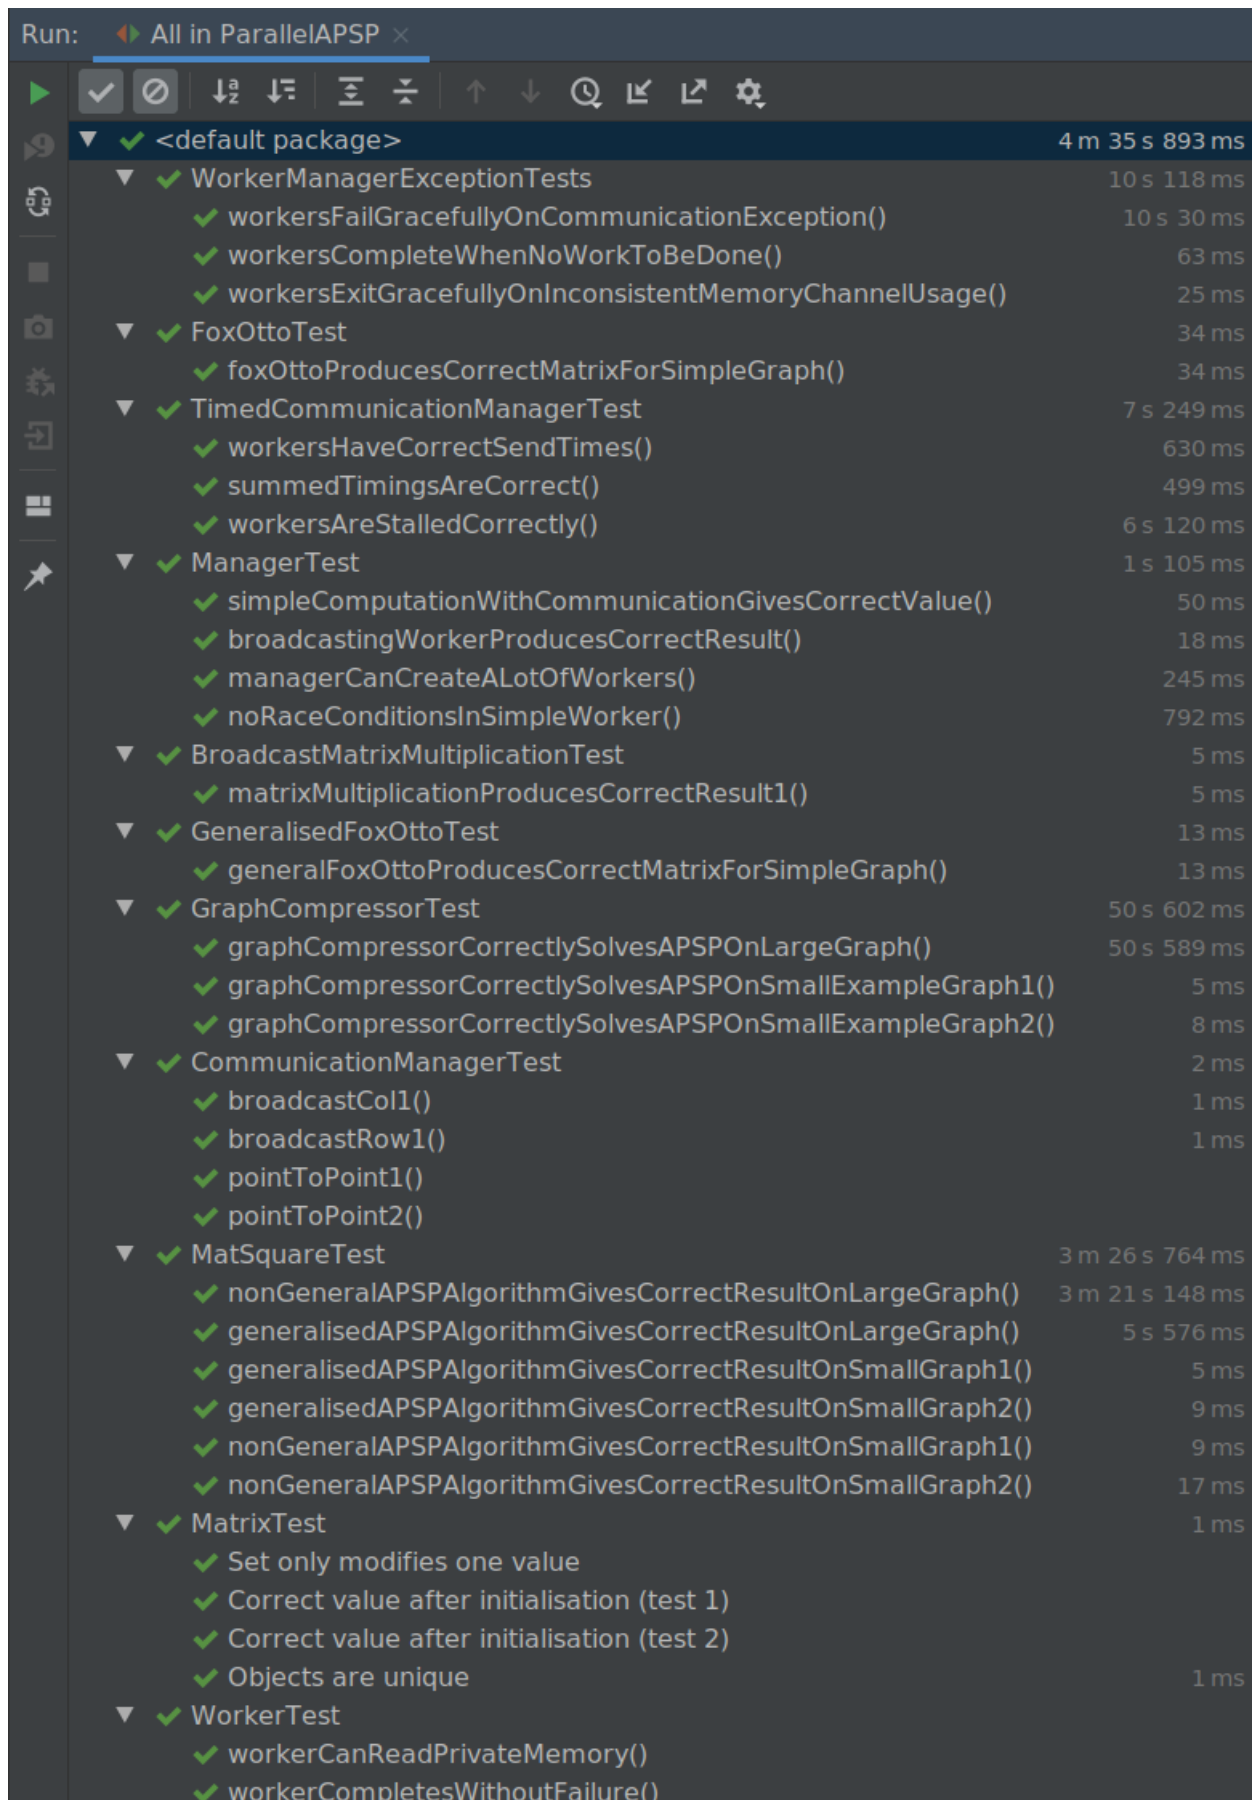 Run: All in ParallelAPSP
<default package> 4 m 35 s 893 ms
WorkerManagerExceptionTests 10 s 118 ms
workersFailGracefullyOnCommunicationException() 10 s 30 ms
workersCompleteWhenNoWorkToBeDone() 63 ms
workersExitGracefullyOnInconsistentMemoryChannelUsage() 25 ms
FoxOttoTest 34 ms
foxOttoProducesCorrectMatrixForSimpleGraph() 34 ms
TimedCommunicationManagerTest 7 s 249 ms
workersHaveCorrectSendTimes() 630 ms
summedTimingsAreCorrect() 499 ms
workersAreStalledCorrectly() 6 s 120 ms
ManagerTest 1 s 105 ms
simpleComputationWithCommunicationGivesCorrectValue() 50 ms
broadcastingWorkerProducesCorrectResult() 18 ms
managerCanCreateALotOfWorkers() 245 ms
noRaceConditionsInSimpleWorker() 792 ms
BroadcastMatrixMultiplicationTest 5 ms
matrixMultiplicationProducesCorrectResult1() 5 ms
GeneralisedFoxOttoTest 13 ms
generalFoxOttoProducesCorrectMatrixForSimpleGraph() 13 ms
GraphCompressorTest 50 s 602 ms
graphCompressorCorrectlySolvesAPSPOnLargeGraph() 50 s 589 ms
graphCompressorCorrectlySolvesAPSPOnSmallExampleGraph1() 5 ms
graphCompressorCorrectlySolvesAPSPOnSmallExampleGraph2() 8 ms
CommunicationManagerTest 2 ms
broadcastCol1() 1 ms
broadcastRow1() 1 ms
pointToPoint1()
pointToPoint2()
MatSquareTest 3 m 26 s 764 ms
nonGeneralAPSPAlgorithmGivesCorrectResultOnLargeGraph() 3 m 21 s 148 ms
generalisedAPSPAlgorithmGivesCorrectResultOnLargeGraph() 5 s 576 ms
generalisedAPSPAlgorithmGivesCorrectResultOnSmallGraph1() 5 ms
generalisedAPSPAlgorithmGivesCorrectResultOnSmallGraph2() 9 ms
nonGeneralAPSPAlgorithmGivesCorrectResultOnSmallGraph1() 9 ms
nonGeneralAPSPAlgorithmGivesCorrectResultOnSmallGraph2() 17 ms
MatrixTest 1 ms
Set only modifies one value
Correct value after initialisation (test 1)
Correct value after initialisation (test 2)
Objects are unique 1 ms
WorkerTest
workerCanReadPrivateMemory()
workerCompletesWithoutFailure()